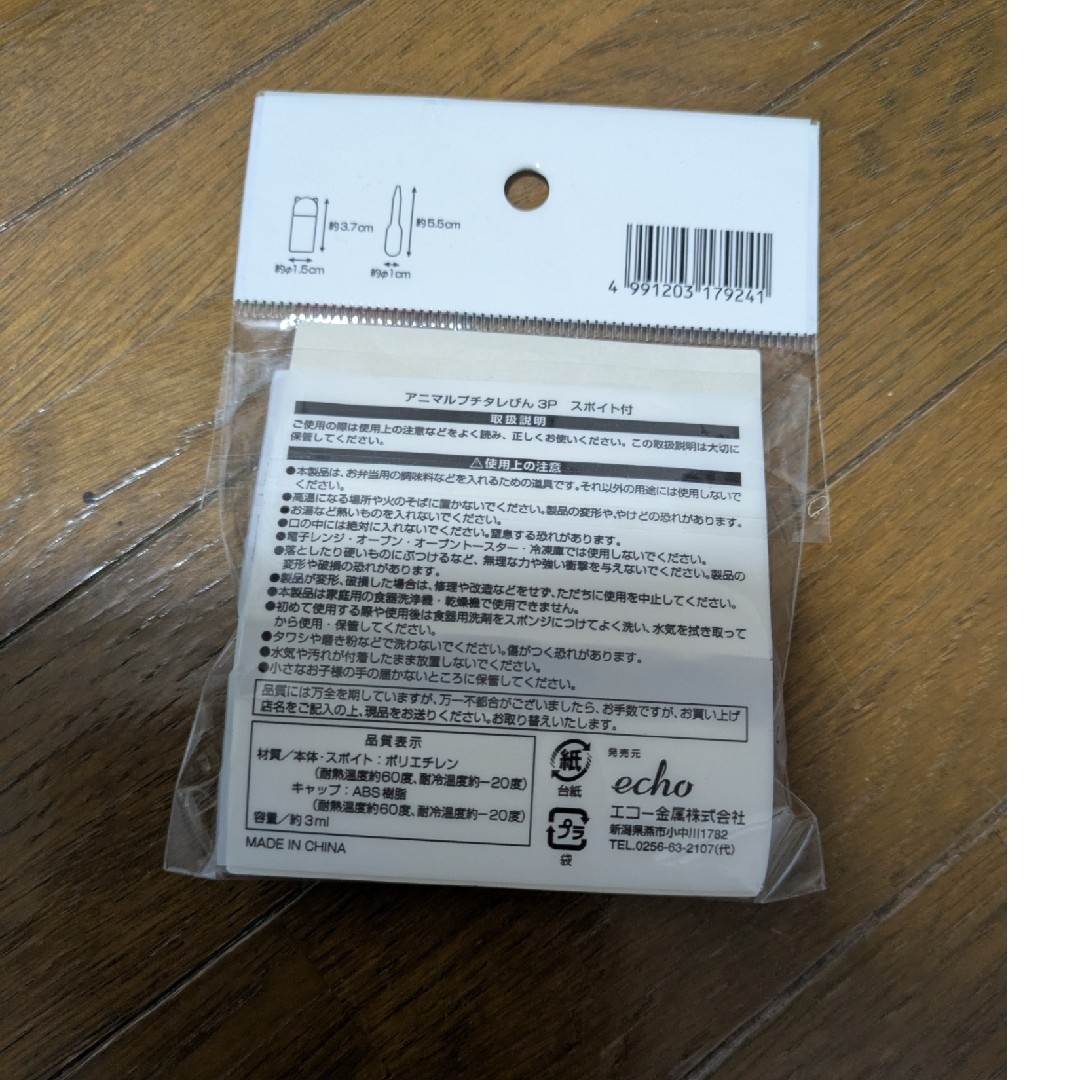 約3.7cm
約5.5cm
約φ1.5cm
約φ1cm
4 991203 179241
アニマルプチタレびん 3P スポイト付
取扱説明
ご使用の際は使用上の注意などをよく読み、正しくお使いください。この取扱説明は大切に
保管してください。
⚠使用上の注意
●本製品は、お弁当用の調味料などを入れるための道具です。それ以外の用途には使用しないで
ください。
●高温になる場所や火のそばに置かないでください。製品の変形や、やけどの恐れがあります。
●お湯など熱いものを入れないでください。
●口の中には絶対に入れないでください。窒息する恐れがあります。
●電子レンジ・オーブン・オーブントースター・冷凍庫では使用しないでください。
●落としたり硬いものにぶつけるなど、無理な力や強い衝撃を与えないでください。製品の
変形や破損の恐れがあります。
●製品が変形、破損した場合は、修理や改造などをせず、ただちに使用を中止してください。
●本製品は家庭用の食器洗浄機・乾燥機で使用できません。
●初めて使用する際や使用後は食器用洗剤をスポンジにつけてよく洗い、水気を拭き取って
から使用・保管してください。
●タワシや磨き粉などで洗わないでください。傷がつく恐れがあります。
●水気や汚れが付着したまま放置しないでください。
●小さなお子様の手の届かないところに保管してください。
品質には万全を期していますが、万一不都合がございましたら、お手数ですが、お買い上げ
店名をご記入の上、現品をお送りください。お取り替えいたします。
品質表示
材質/本体・スポイト:ポリエチレン
(耐熱温度約60度、耐冷温度約-20度)
キャップ:ABS樹脂
(耐熱温度約60度、耐冷温度約-20度)
容量/約3ml
MADE IN CHINA
紙
台紙
プラ
袋
発売元
echo
エコー金属株式会社
新潟県燕市小中川1782
TEL.0256-63-2107(代)